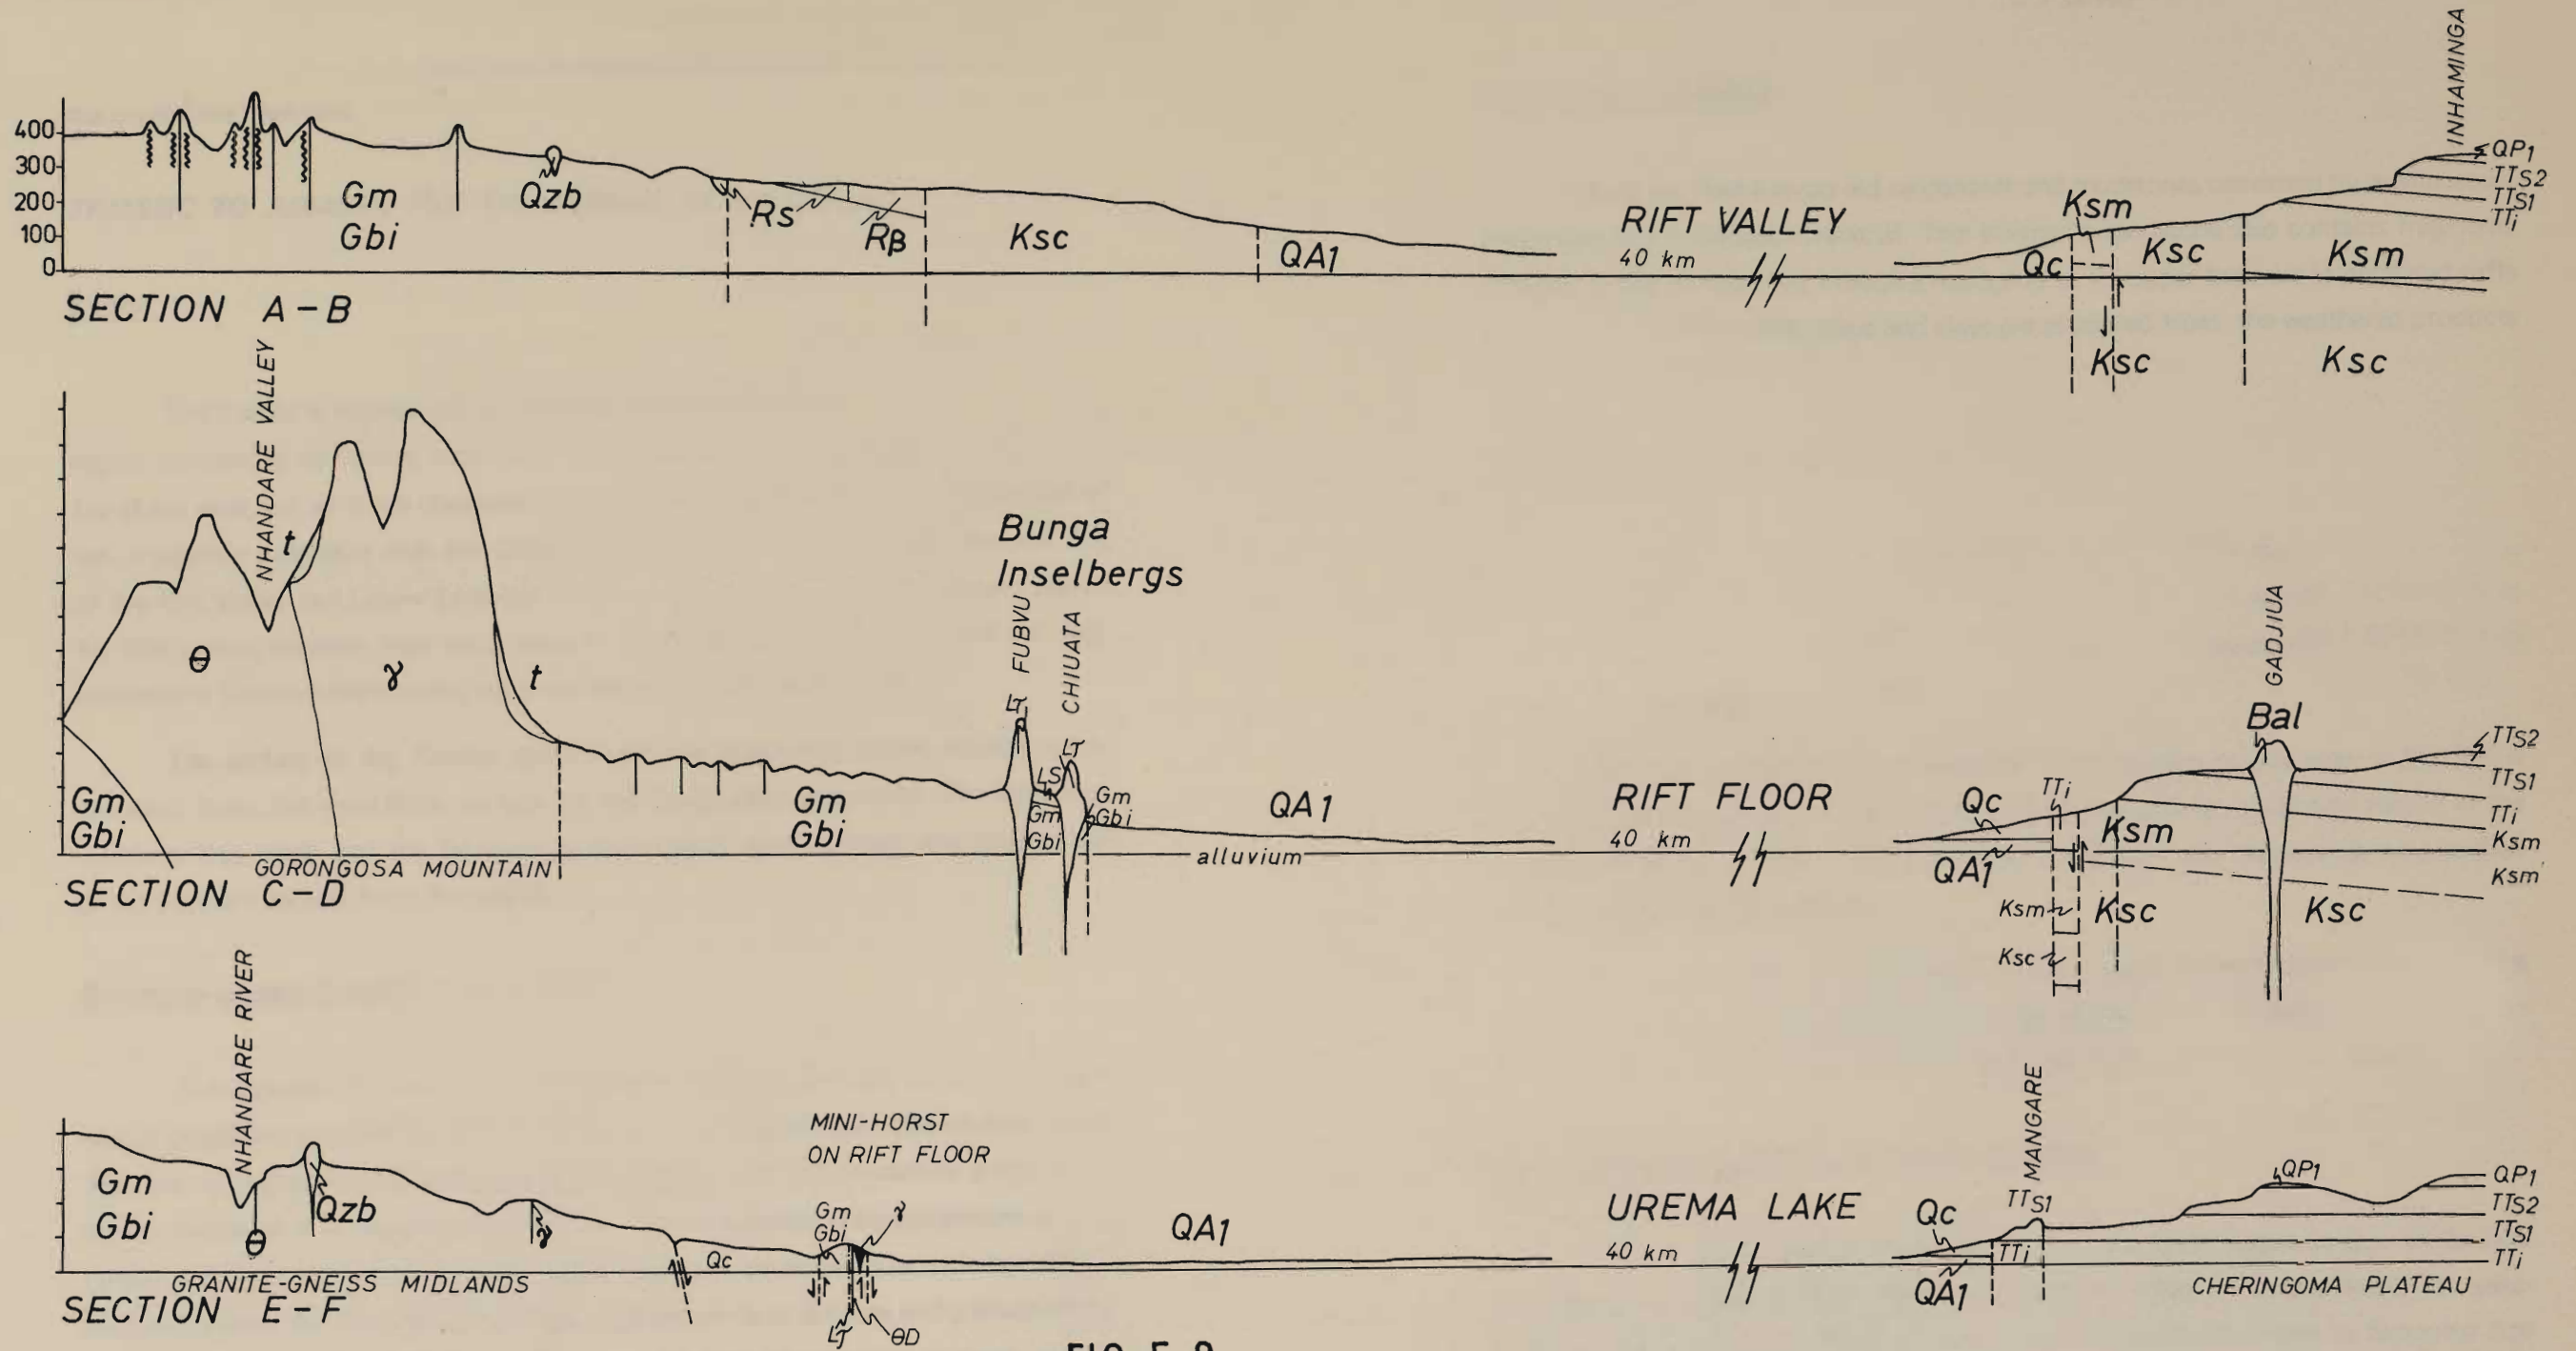 INHAMINGA
400
300
200
100
0
Gm
Gbi
Qzb
Rs
Rβ
Ksc
QA1
RIFT VALLEY
40 km
Ksm
Qc
Ksc
Ksm
QP1
TTS2
TTS1
TTi
Ksc
Ksc
SECTION A-B
NHANDARE VALLEY
t
θ
γ
t
Gm
Gbi
GORONGOSA MOUNTAIN
Gm
Gbi
Bunga
Inselbergs
FUBVU
CHIUATA
LT
LT
LS
Gm
Gbi
Gm
Gbi
QA1
alluvium
RIFT FLOOR
40 km
GADJIUA
Bal
Qc
TTi
Ksm
QA1
Ksm
Ksc
Ksc
Ksc
TTS2
TTS1
TTi
Ksm
Ksm
SECTION C-D
NHANDARE RIVER
Gm
Gbi
θ
Qzb
γ
GRANITE-GNEISS MIDLANDS
Qc
MINI-HORST
ON RIFT FLOOR
Gm
Gbi
γ
LT
θD
QA1
UREMA LAKE
40 km
MANGARE
TTS1
Qc
TTi
QA1
QP1
QP1
TTS2
TTS1
TTi
CHERINGOMA PLATEAU
SECTION E-F